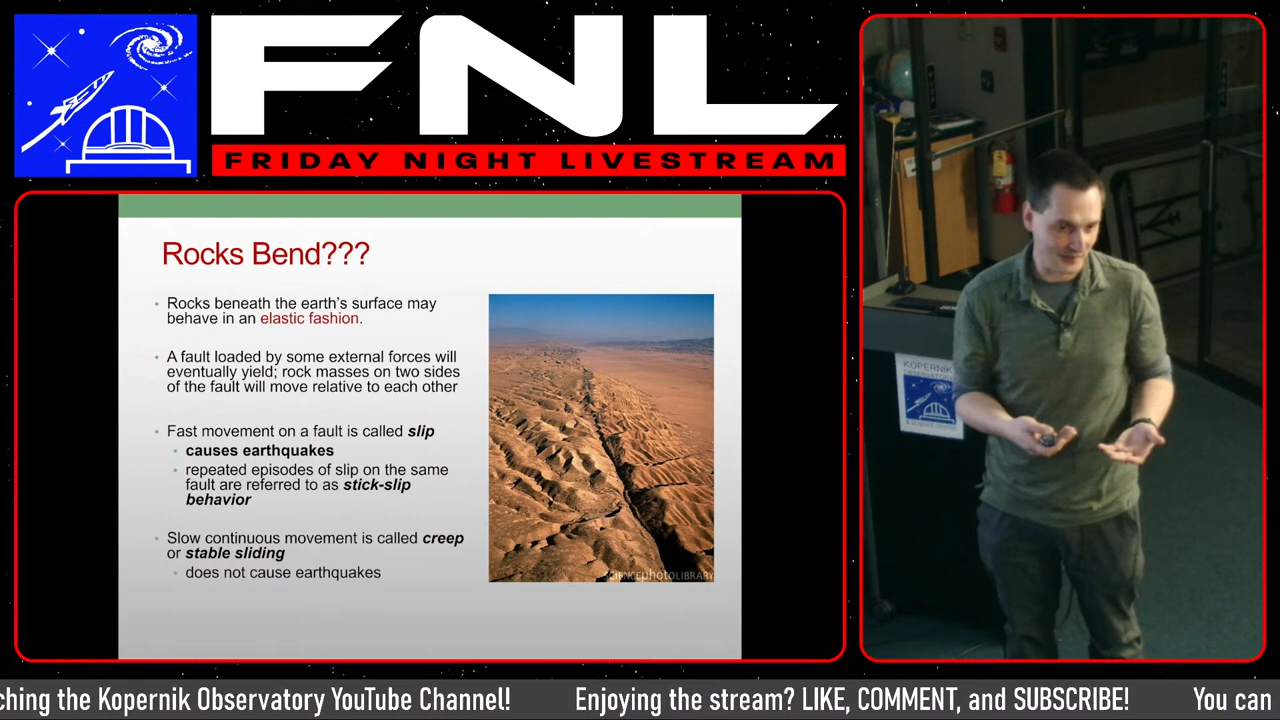 FNL
FRIDAY NIGHT LIVESTREAM
Rocks Bend???
• Rocks beneath the earth's surface may
behave in an elastic fashion.
• A fault loaded by some external forces will
eventually yield; rock masses on two sides
of the fault will move relative to each other
• Fast movement on a fault is called slip
• causes earthquakes
• repeated episodes of slip on the same
fault are referred to as stick-slip
behavior
• Slow continuous movement is called creep
or stable sliding
• does not cause earthquakes
SCIENCEphotoLIBRARY
KOPERNIK
ching the Kopernik Observatory YouTube Channel! Enjoying the stream? LIKE, COMMENT, and SUBSCRIBE! You can